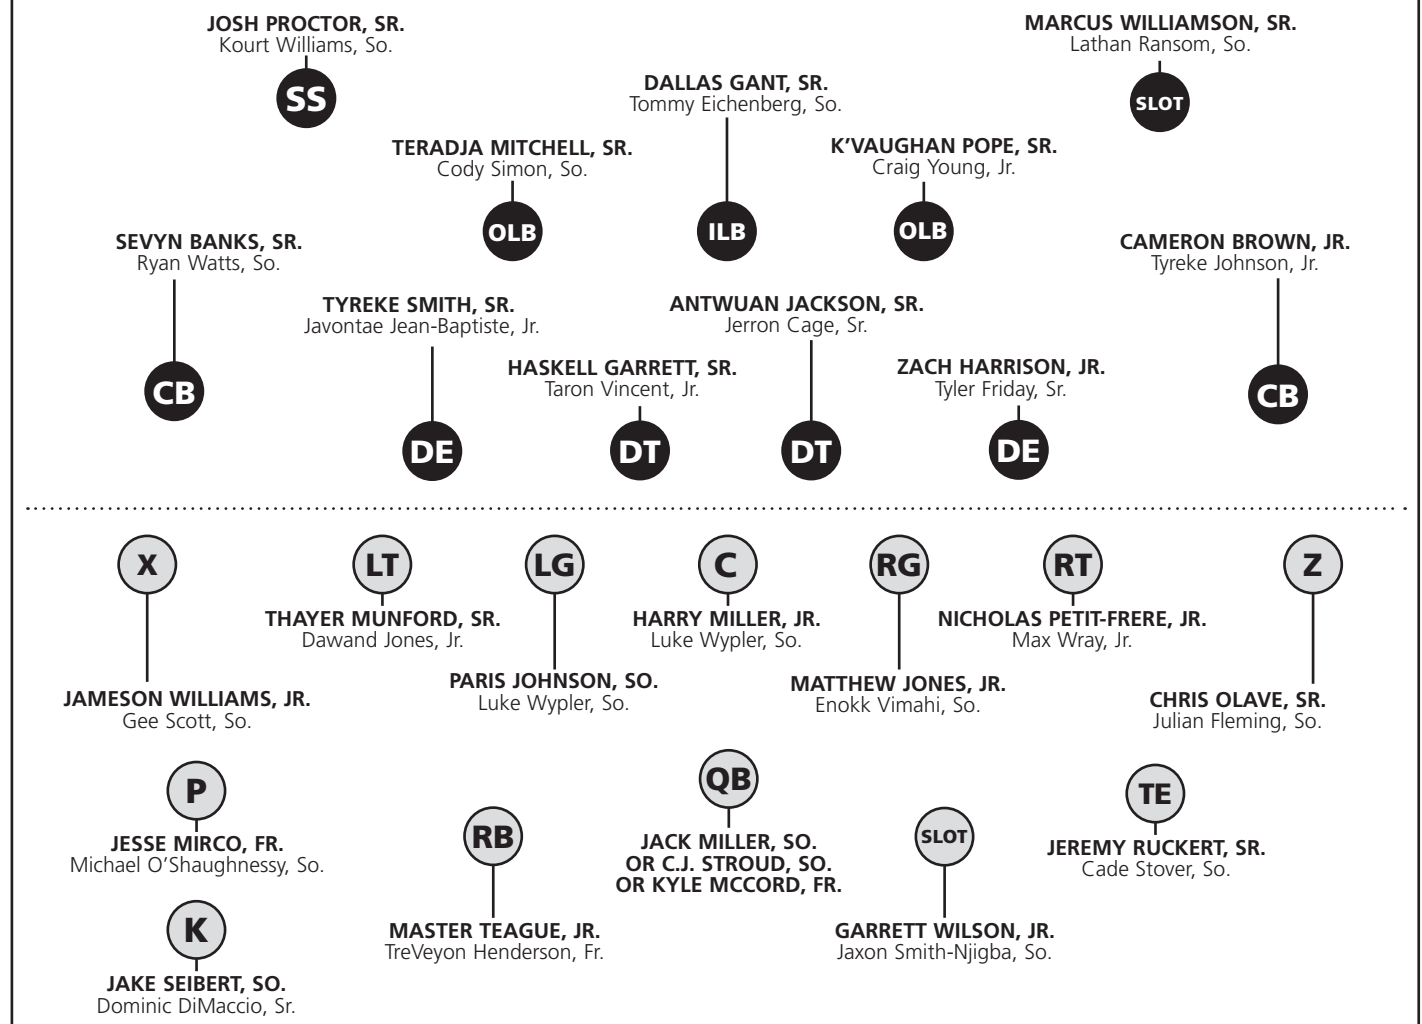 JOSH PROCTOR, SR.
Kourt Williams, So.
SS
MARCUS WILLIAMSON, SR.
Lathan Ransom, So.
SLOT
DALLAS GANT, SR.
Tommy Eichenberg, So.
ILB
TERADJA MITCHELL, SR.
Cody Simon, So.
OLB
K’VAUGHAN POPE, SR.
Craig Young, Jr.
OLB
SEVYN BANKS, SR.
Ryan Watts, So.
CB
CAMERON BROWN, JR.
Tyreke Johnson, Jr.
CB
TYREKE SMITH, SR.
Javontae Jean-Baptiste, Jr.
DE
HASKELL GARRETT, SR.
Taron Vincent, Jr.
DT
ANTWUAN JACKSON, SR.
Jerron Cage, Sr.
DT
ZACH HARRISON, JR.
Tyler Friday, Sr.
DE
X
JAMESON WILLIAMS, JR.
Gee Scott, So.
LT
THAYER MUNFORD, SR.
Dawand Jones, Jr.
LG
PARIS JOHNSON, SO.
Luke Wypler, So.
C
HARRY MILLER, JR.
Luke Wypler, So.
RG
MATTHEW JONES, JR.
Enokk Vimahi, So.
RT
NICHOLAS PETIT-FRERE, JR.
Max Wray, Jr.
Z
CHRIS OLAVE, SR.
Julian Fleming, So.
P
JESSE MIRCO, FR.
Michael O’Shaughnessy, So.
K
JAKE SEIBERT, SO.
Dominic DiMaccio, Sr.
RB
MASTER TEAGUE, JR.
TreVeyon Henderson, Fr.
QB
JACK MILLER, SO.
OR C.J. STROUD, SO.
OR KYLE MCCORD, FR.
SLOT
GARRETT WILSON, JR.
Jaxon Smith-Njigba, So.
TE
JEREMY RUCKERT, SR.
Cade Stover, So.